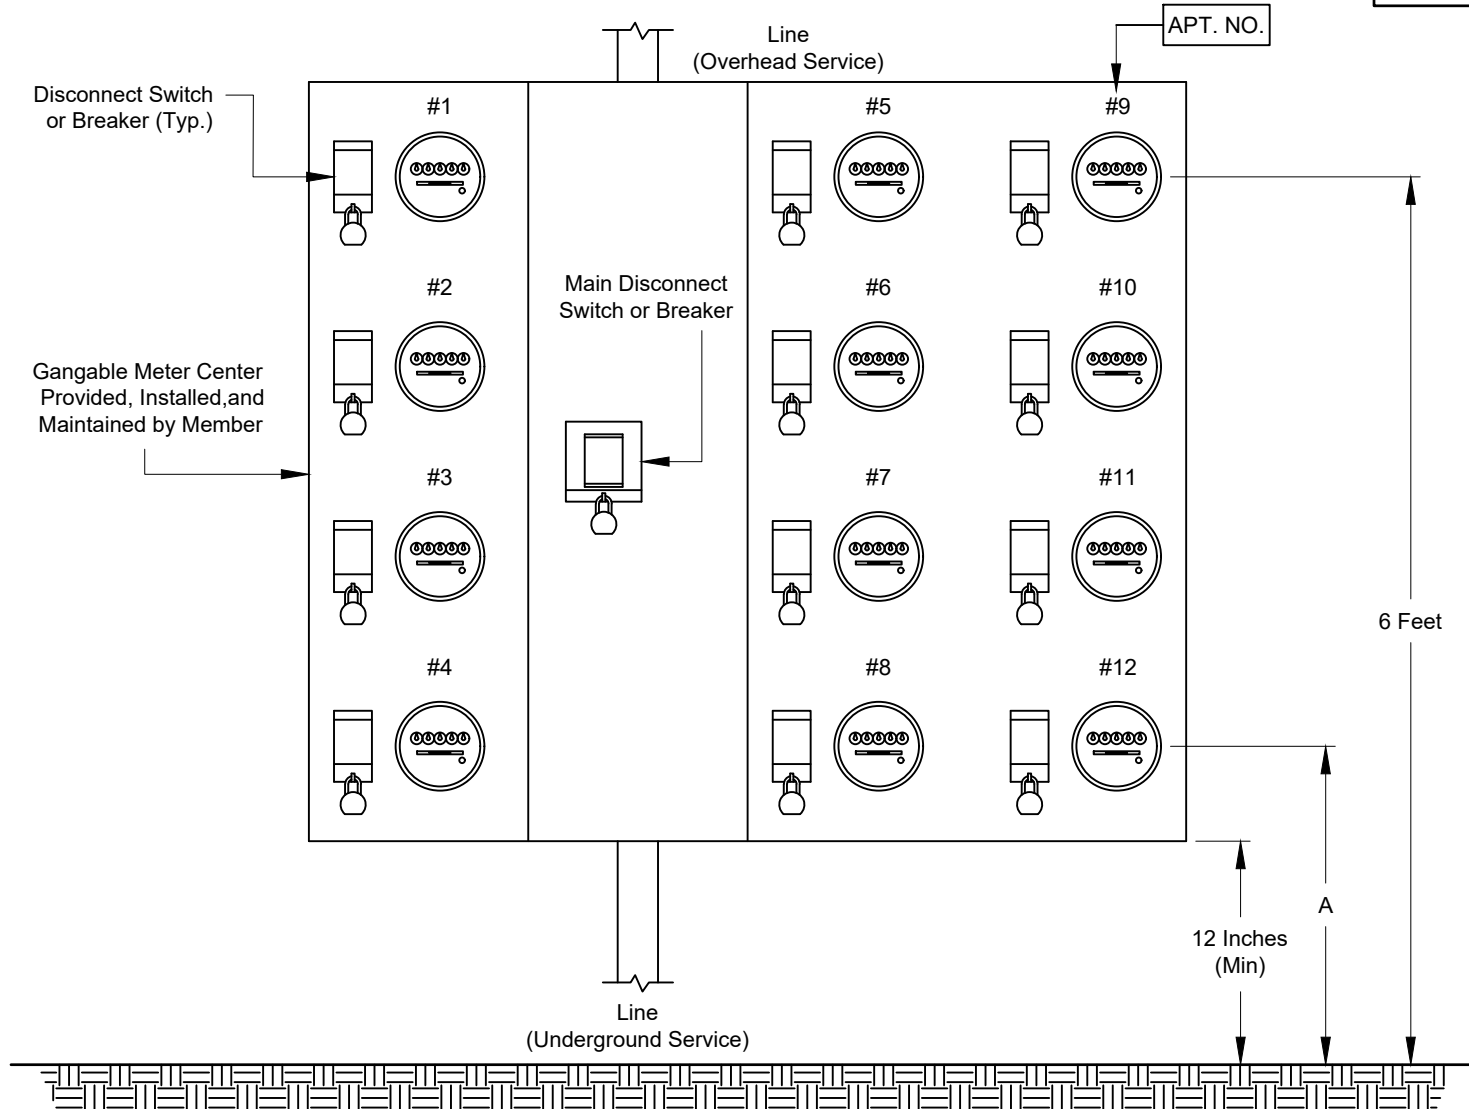 APT. NO.
Line
(Overhead Service)
Disconnect Switch
or Breaker (Typ.)
#1
#5
#9
Main Disconnect
Switch or Breaker
#2
#6
#10
Gangable Meter Center
Provided, Installed,and
Maintained by Member
#3
#7
#11
6 Feet
#4
#8
#12
A
12 Inches
(Min)
Line
(Underground Service)